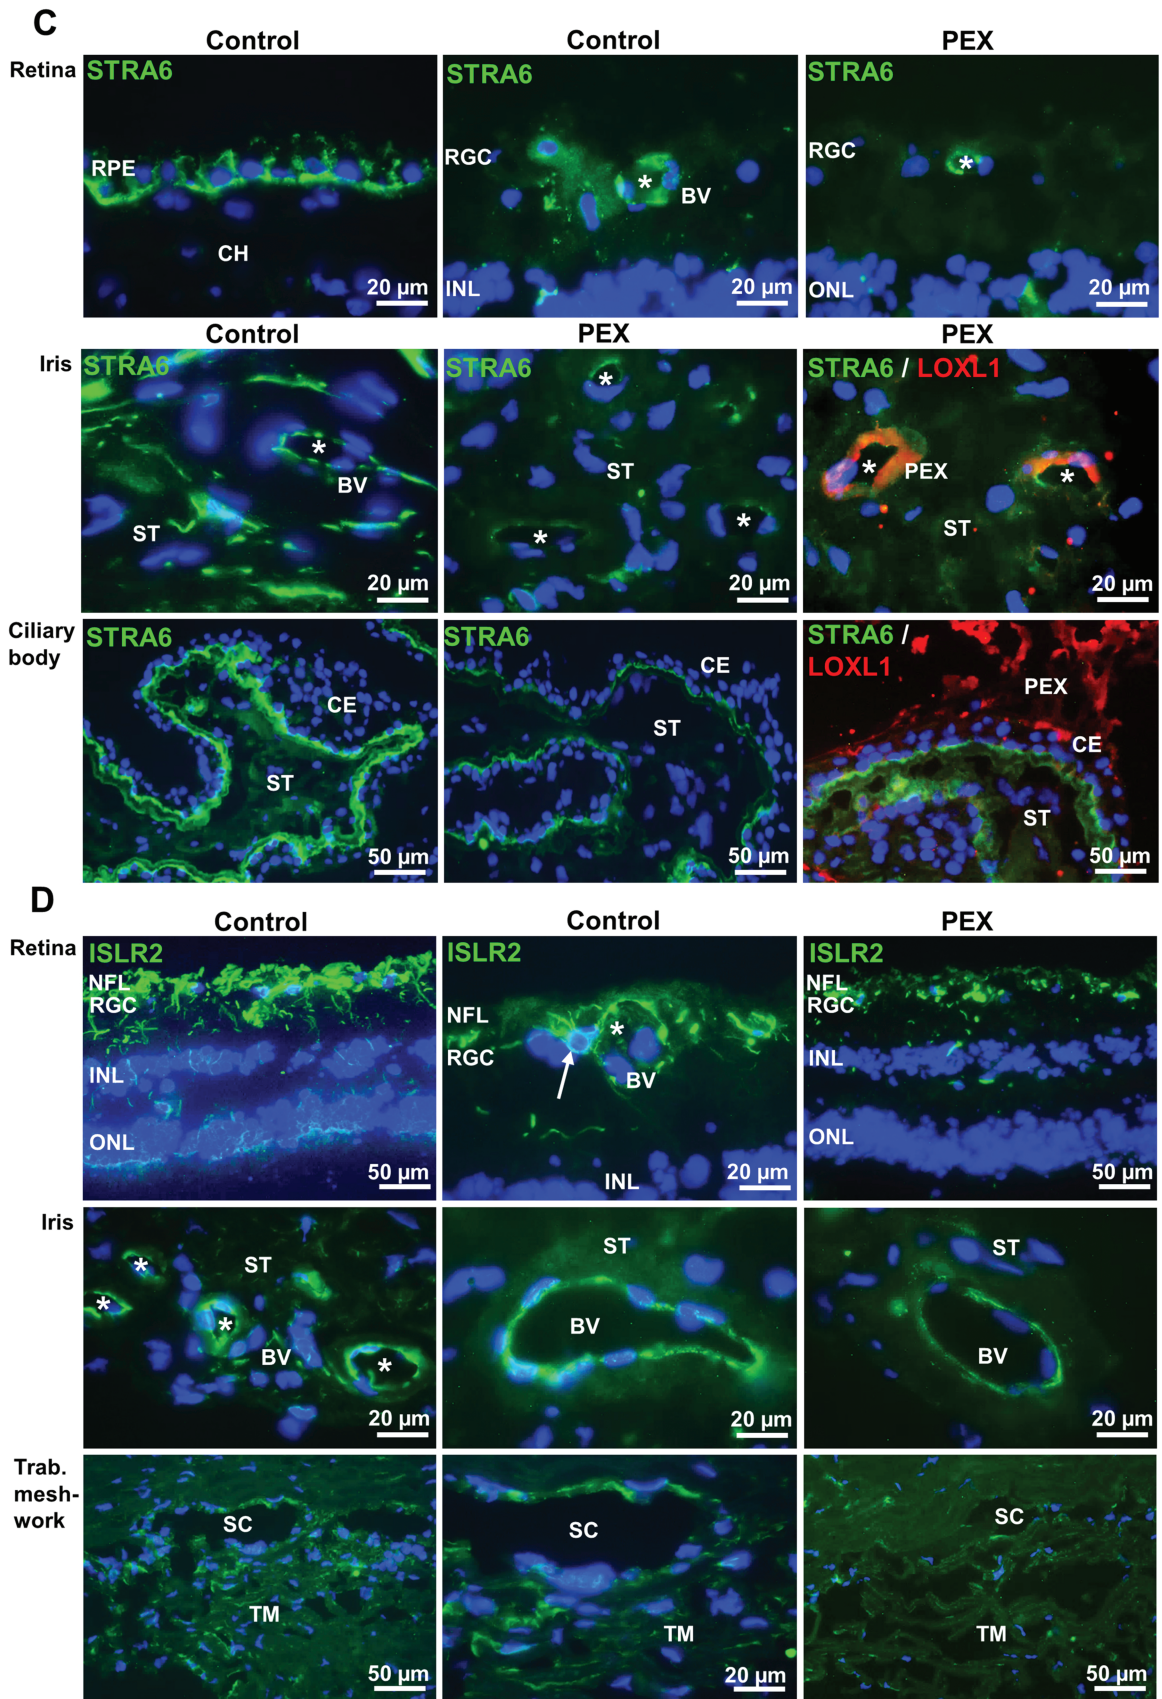 C
Control
Control
PEX
Retina
STRA6
STRA6
STRA6
RPE
RGC
RGC
*
*
BV
CH
INL
ONL
20 µm
20 µm
20 µm
Control
PEX
PEX
Iris
STRA6
STRA6
STRA6 / LOXL1
*
*
*
*
*
*
BV
ST
ST
PEX
ST
20 µm
20 µm
20 µm
Ciliary
body
STRA6
STRA6
STRA6 /
LOXL1
CE
CE
PEX
CE
ST
ST
ST
50 µm
50 µm
50 µm
D
Control
Control
PEX
Retina
ISLR2
ISLR2
ISLR2
NFL
RGC
NFL
RGC
NFL
RGC
*
BV
INL
INL
INL
ONL
ONL
50 µm
20 µm
50 µm
Iris
ST
ST
ST
*
*
*
*
BV
BV
BV
20 µm
20 µm
20 µm
Trab.
mesh-
work
SC
SC
SC
TM
TM
TM
50 µm
20 µm
50 µm